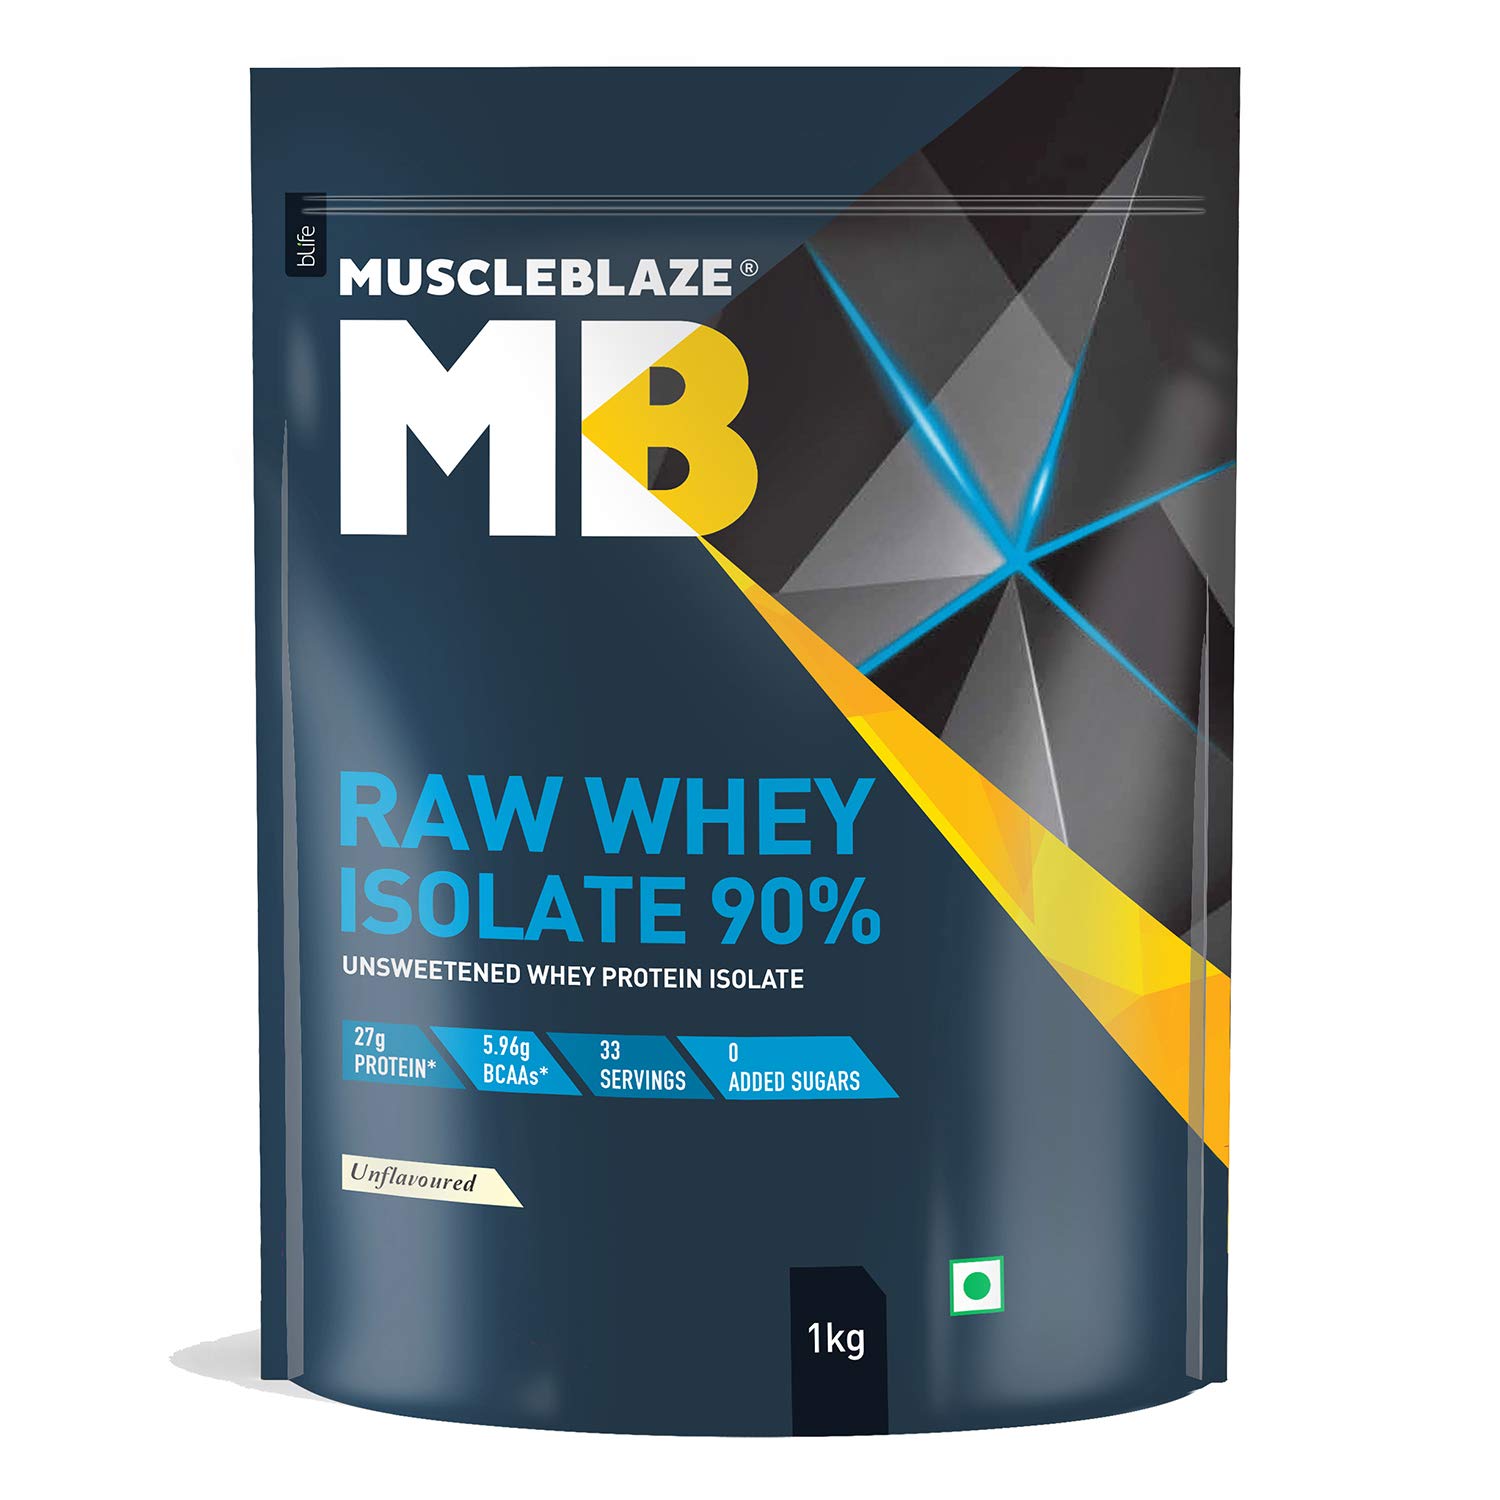 bLife
MUSCLEBLAZE®
MB
RAW WHEY
ISOLATE 90%
UNSWEETENED WHEY PROTEIN ISOLATE
27g
PROTEIN*
5.96g
BCAAs*
33
SERVINGS
0
ADDED SUGARS
Unflavoured
1kg